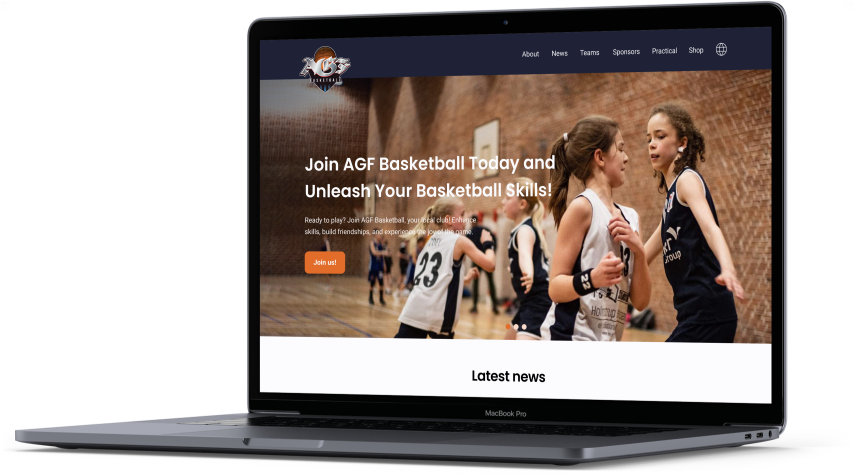 About News Teams Sponsors Practical Shop
AGF
BASKETBALL
Join AGF Basketball Today and
Unleash Your Basketball Skills!
Ready to play? Join AGF Basketball, your local club! Enhance
skills, build friendships, and experience the joy of the game.
Join us!
23
22
Group
Latest news
MacBook Pro